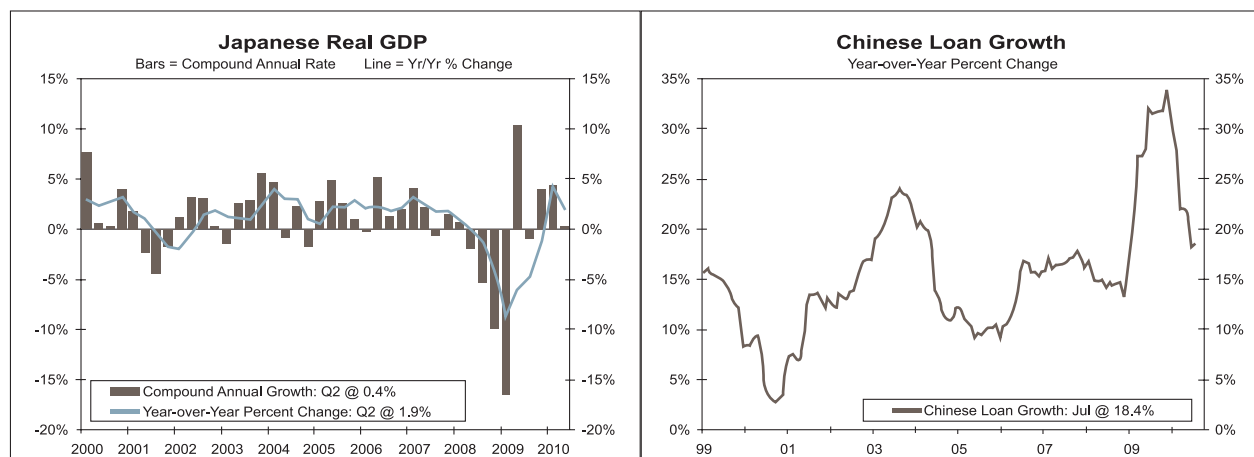 Japanese Real GDP
Bars = Compound Annual Rate Line = Yr/Yr % Change
15% 15%
10% 10%
5% 5%
0% 0%
-5% -5%
-10% -10%
-15% -15%
-20% -20%
Compound Annual Growth: Q2 @ 0.4%
Year-over-Year Percent Change: Q2 @ 1.9%
2000 2001 2002 2003 2004 2005 2006 2007 2008 2009 2010
Chinese Loan Growth
Year-over-Year Percent Change
35% 35%
30% 30%
25% 25%
20% 20%
15% 15%
10% 10%
5% 5%
0% 0%
Chinese Loan Growth: Jul @ 18.4%
99 01 03 05 07 09